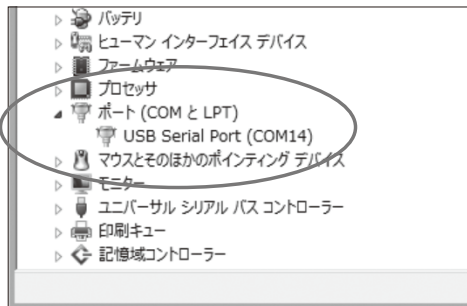 バッテリ
ヒューマン インターフェイス デバイス
ファームウェア
プロセッサ
ポート (COM と LPT)
USB Serial Port (COM14)
マウスとそのほかのポインティング デバイス
モニター
ユニバーサル シリアル バス コントローラー
印刷キュー
記憶域コントローラー